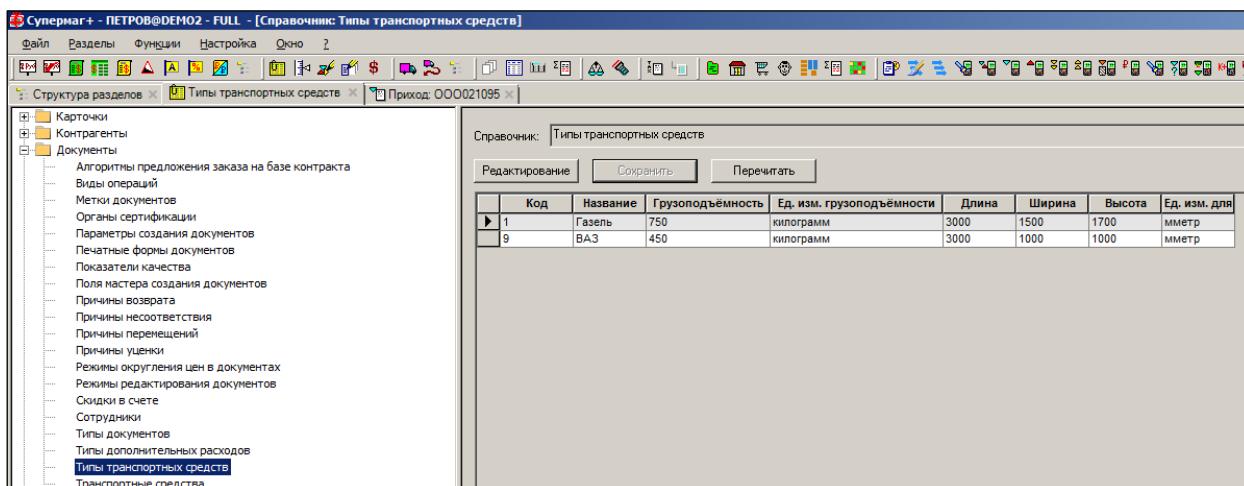 Супермаг+ - ПЕТРОВ@DEMO2 - FULL - [Справочник: Типы транспортных средств]
Файл Разделы Функции Настройка Окно ?
Структура разделов Типы транспортных средств Приход: ООО021095
Карточки
Контрагенты
Документы
Алгоритмы предложения заказа на базе контракта
Виды операций
Метки документов
Органы сертификации
Параметры создания документов
Печатные формы документов
Показатели качества
Поля мастера создания документов
Причины возврата
Причины несоответствия
Причины перемещений
Причины уценки
Режимы округления цен в документах
Режимы редактирования документов
Скидки в счете
Сотрудники
Типы документов
Типы дополнительных расходов
Типы транспортных средств
Транспортные средства
Справочник: Типы транспортных средств
Редактирование Сохранить Перечитать
Код Название Грузоподъёмность Ед. изм. грузоподъёмности Длина Ширина Высота Ед. изм. для
1 Газель 750 килограмм 3000 1500 1700 мметр
9 ВАЗ 450 килограмм 3000 1000 1000 мметр